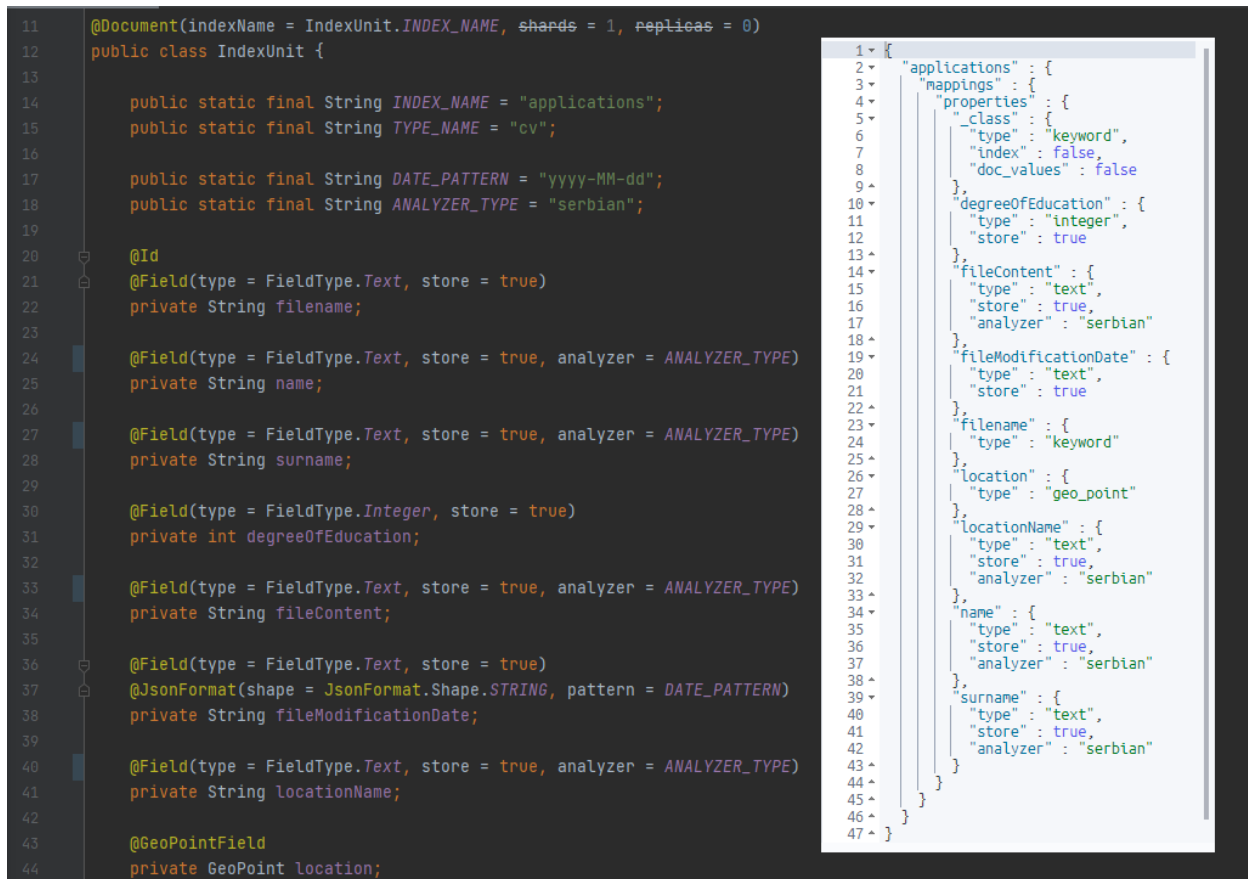 11 @Document(indexName = IndexUnit.INDEX_NAME, shards = 1, replicas = 0)
12 public class IndexUnit {
13
14 public static final String INDEX_NAME = "applications";
15 public static final String TYPE_NAME = "cv";
16
17 public static final String DATE_PATTERN = "yyyy-MM-dd";
18 public static final String ANALYZER_TYPE = "serbian";
19
20 @Id
21 @Field(type = FieldType.Text, store = true)
22 private String filename;
23
24 @Field(type = FieldType.Text, store = true, analyzer = ANALYZER_TYPE)
25 private String name;
26
27 @Field(type = FieldType.Text, store = true, analyzer = ANALYZER_TYPE)
28 private String surname;
29
30 @Field(type = FieldType.Integer, store = true)
31 private int degreeOfEducation;
32
33 @Field(type = FieldType.Text, store = true, analyzer = ANALYZER_TYPE)
34 private String fileContent;
35
36 @Field(type = FieldType.Text, store = true)
37 @JsonFormat(shape = JsonFormat.Shape.STRING, pattern = DATE_PATTERN)
38 private String fileModificationDate;
39
40 @Field(type = FieldType.Text, store = true, analyzer = ANALYZER_TYPE)
41 private String locationName;
42
43 @GeoPointField
44 private GeoPoint location;
1 {
2 "applications" : {
3 "mappings" : {
4 "properties" : {
5 "_class" : {
6 "type" : "keyword",
7 "index" : false,
8 "doc_values" : false
9 },
10 "degreeOfEducation" : {
11 "type" : "integer",
12 "store" : true
13 },
14 "fileContent" : {
15 "type" : "text",
16 "store" : true,
17 "analyzer" : "serbian"
18 },
19 "fileModificationDate" : {
20 "type" : "text",
21 "store" : true
22 },
23 "filename" : {
24 "type" : "keyword"
25 },
26 "location" : {
27 "type" : "geo_point"
28 },
29 "locationName" : {
30 "type" : "text",
31 "store" : true,
32 "analyzer" : "serbian"
33 },
34 "name" : {
35 "type" : "text",
36 "store" : true,
37 "analyzer" : "serbian"
38 },
39 "surname" : {
40 "type" : "text",
41 "store" : true,
42 "analyzer" : "serbian"
43 }
44 }
45 }
46 }
47 }